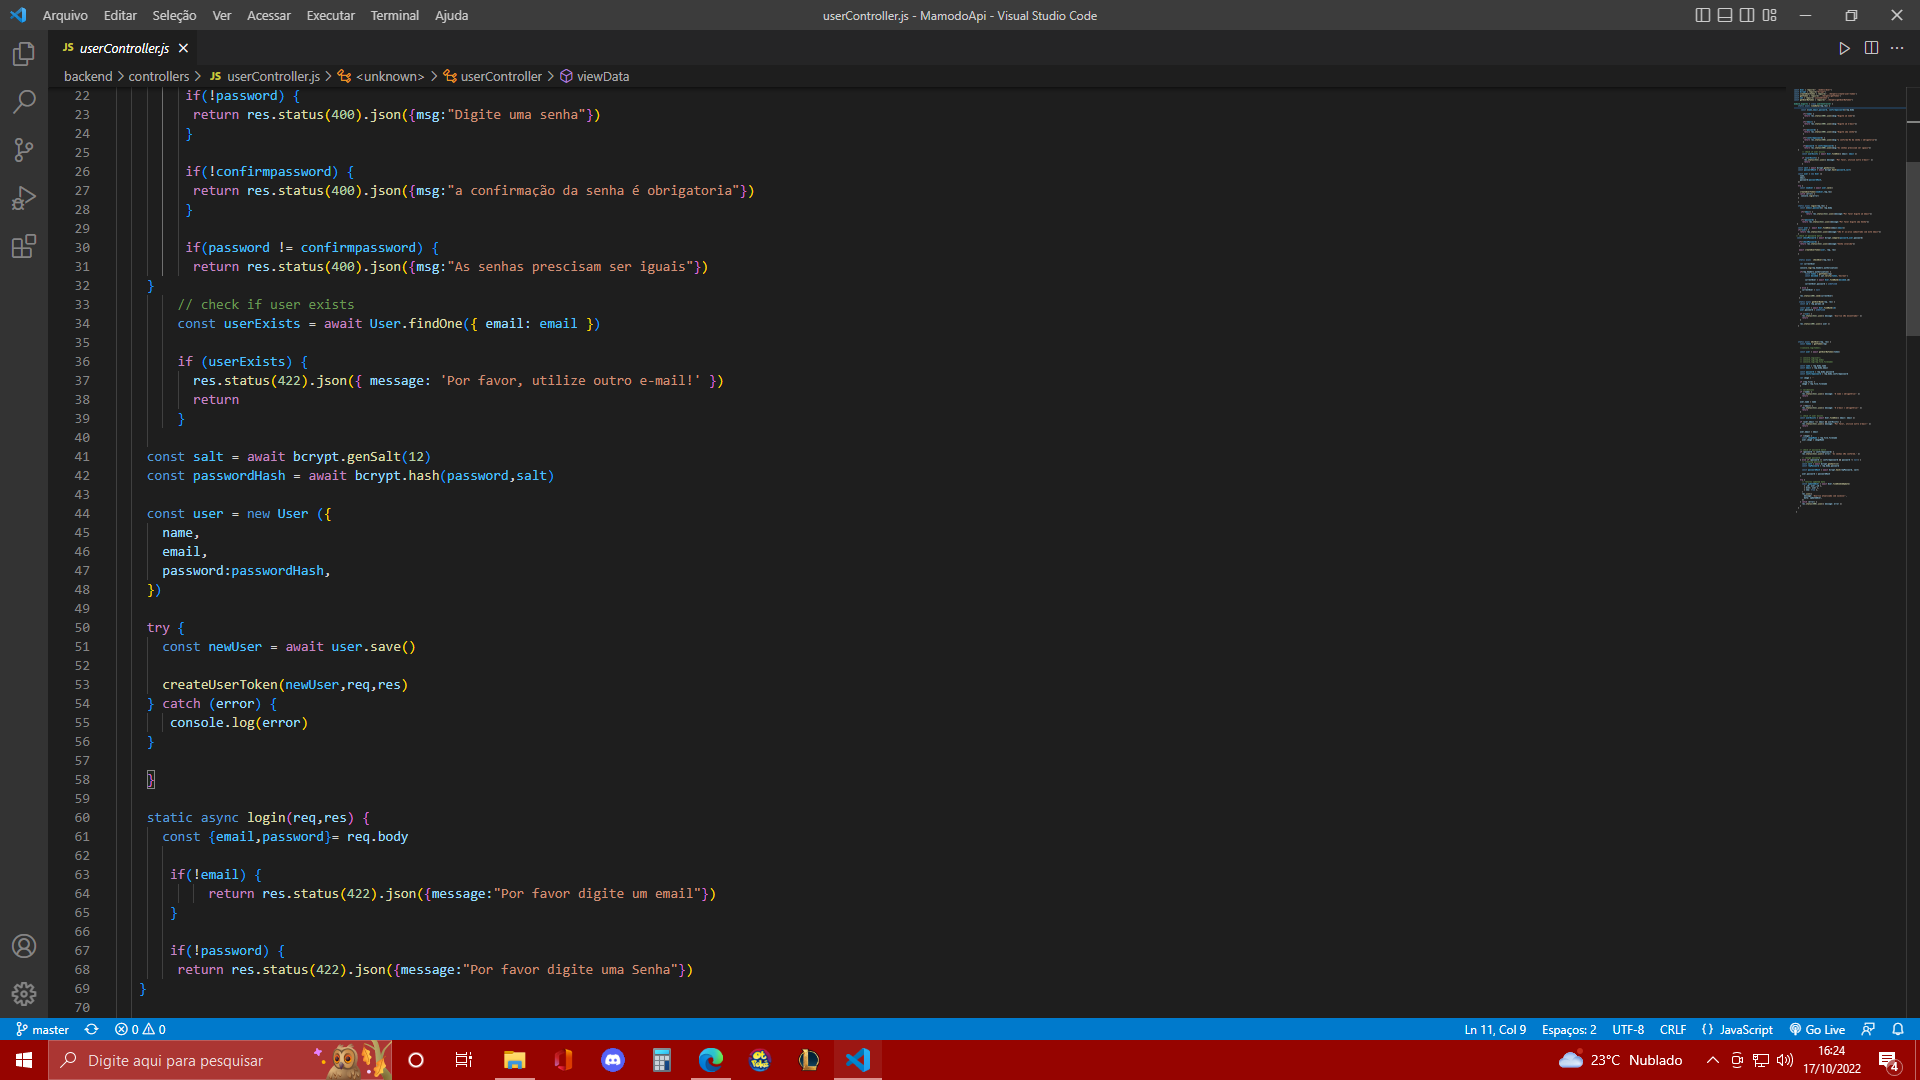 Arquivo Editar Seleção Ver Acessar Executar Terminal Ajuda
userController.js - MamodoApi - Visual Studio Code
JS userController.js
backend > controllers > JS userController.js > <unknown> > userController > viewData
22 if(!password) {
23 return res.status(400).json({msg:"Digite uma senha"})
24 }
25
26 if(!confirmpassword) {
27 return res.status(400).json({msg:"a confirmação da senha é obrigatoria"})
28 }
29
30 if(password != confirmpassword) {
31 return res.status(400).json({msg:"As senhas prescisam ser iguais"})
32 }
33 // check if user exists
34 const userExists = await User.findOne({ email: email })
35
36 if (userExists) {
37 res.status(422).json({ message: 'Por favor, utilize outro e-mail!' })
38 return
39 }
40
41 const salt = await bcrypt.genSalt(12)
42 const passwordHash = await bcrypt.hash(password,salt)
43
44 const user = new User ({
45 name,
46 email,
47 password:passwordHash,
48 })
49
50 try {
51 const newUser = await user.save()
52
53 createUserToken(newUser,req,res)
54 } catch (error) {
55 console.log(error)
56 }
57
58 }
59
60 static async login(req,res) {
61 const {email,password}= req.body
62
63 if(!email) {
64 return res.status(422).json({message:"Por favor digite um email"})
65 }
66
67 if(!password) {
68 return res.status(422).json({message:"Por favor digite uma Senha"})
69 }
70
master 0 0 Ln 11, Col 9 Espaços: 2 UTF-8 CRLF {} JavaScript Go Live
Digite aqui para pesquisar
23°C Nublado
16:24
17/10/2022
4